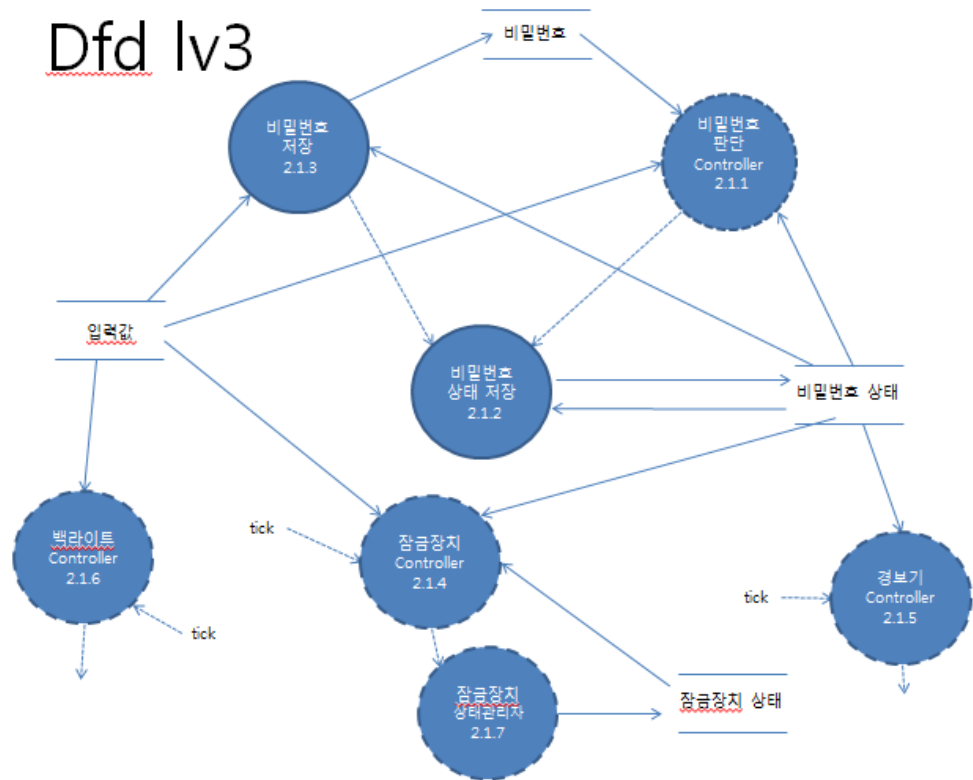 Dfd lv3
비밀번호
비밀번호
저장
2.1.3
비밀번호
판단
Controller
2.1.1
입력값
비밀번호
상태 저장
2.1.2
비밀번호 상태
백라이트
Controller
2.1.6
tick
tick
잠금장치
Controller
2.1.4
tick
경보기
Controller
2.1.5
잠금장치
상태관리자
2.1.7
잠금장치 상태